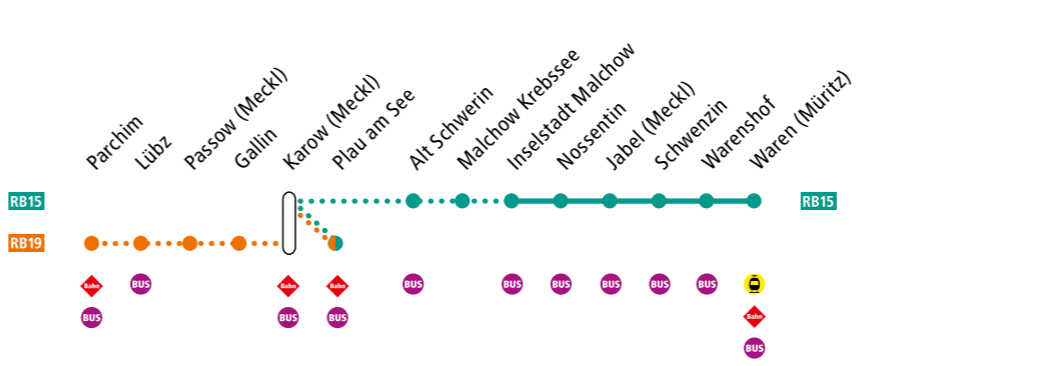 Parchim
Lübz
Passow (Meckl)
Gallin
Karow (Meckl)
Plau am See
Alt Schwerin
Malchow Krebssee
Inselstadt Malchow
Nossentin
Jabel (Meckl)
Schwenzin
Warenshof
Waren (Müritz)
RB15 RB15
RB19
Bahn BUS Bahn Bahn BUS BUS BUS BUS BUS BUS
BUS BUS BUS Bahn
BUS